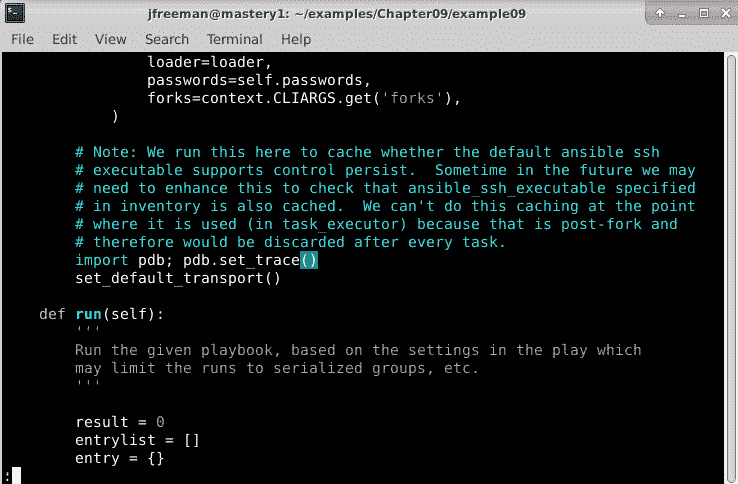 jfreeman@mastery1: ~/examples/Chapter09/example09
File Edit View Search Terminal Help
                loader=loader,
                passwords=self.passwords,
                forks=context.CLIARGS.get('forks'),
            )

        # Note: We run this here to cache whether the default ansible ssh
        # executable supports control persist.  Sometime in the future we may
        # need to enhance this to check that ansible_ssh_executable specified
        # in inventory is also cached.  We can't do this caching at the point
        # where it is used (in task_executor) because that is post-fork and
        # therefore would be discarded after every task.
        import pdb; pdb.set_trace()
        set_default_transport()

    def run(self):
        '''
        Run the given playbook, based on the settings in the play which
        may limit the runs to serialized groups, etc.
        '''

        result = 0
        entrylist = []
        entry = {}
: